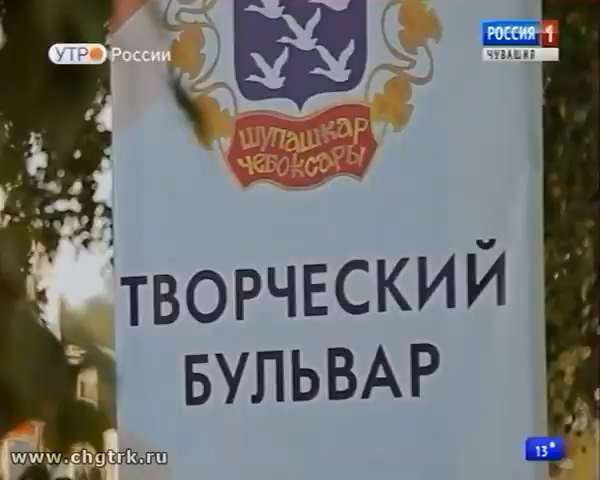 УТРО России
РОССИЯ 1
ЧУВАШИЯ
ШУПАШКАР
ЧЕБОКСАРЫ
ТВОРЧЕСКИЙ
БУЛЬВАР
www.chgtrk.ru
13°